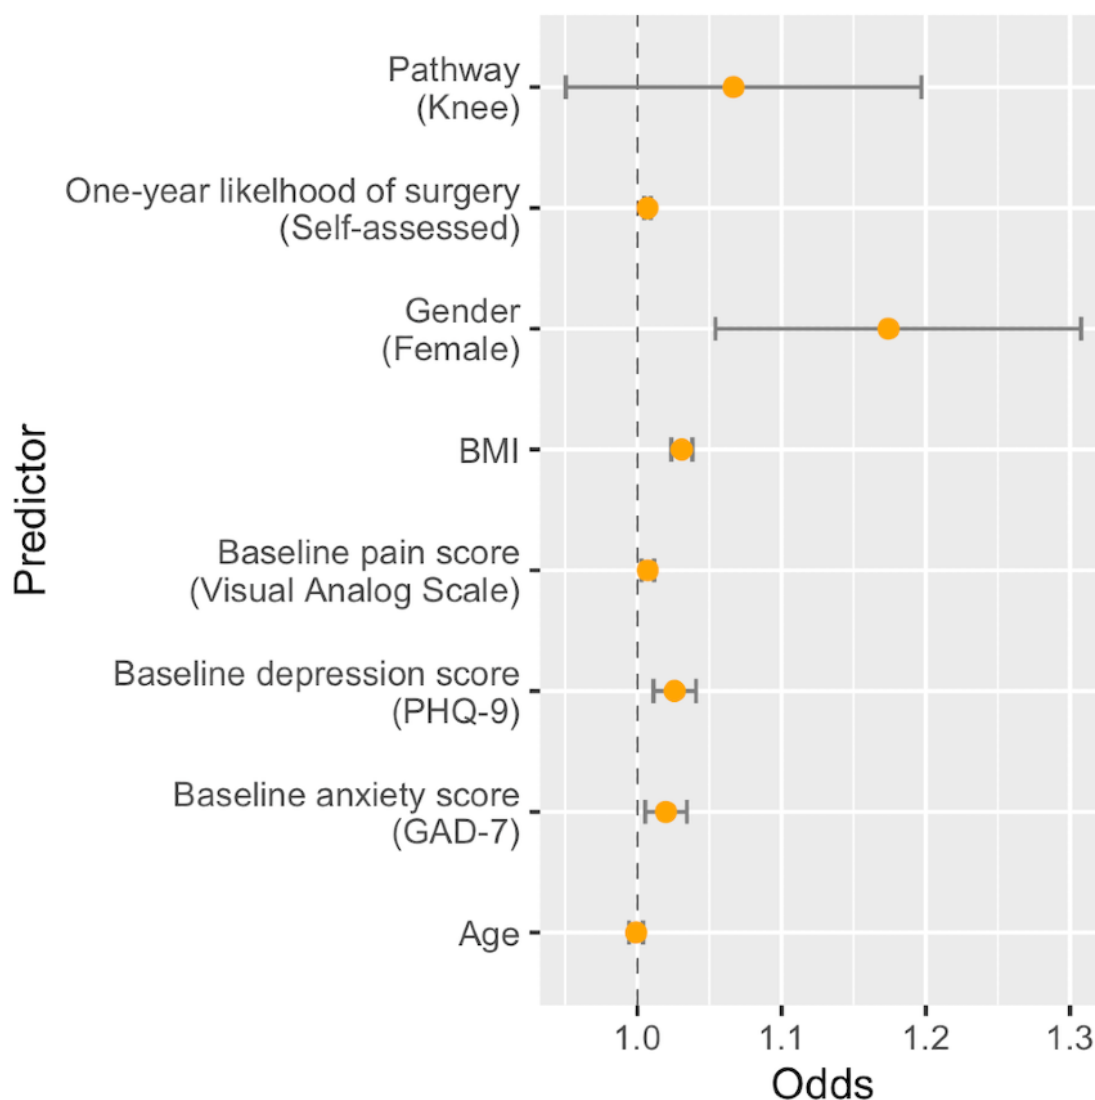 Pathway
(Knee)
One-year likelhood of surgery
(Self-assessed)
Gender
(Female)
BMI
Baseline pain score
(Visual Analog Scale)
Baseline depression score
(PHQ-9)
Baseline anxiety score
(GAD-7)
Age
Predictor
1.0 1.1 1.2 1.3
Odds